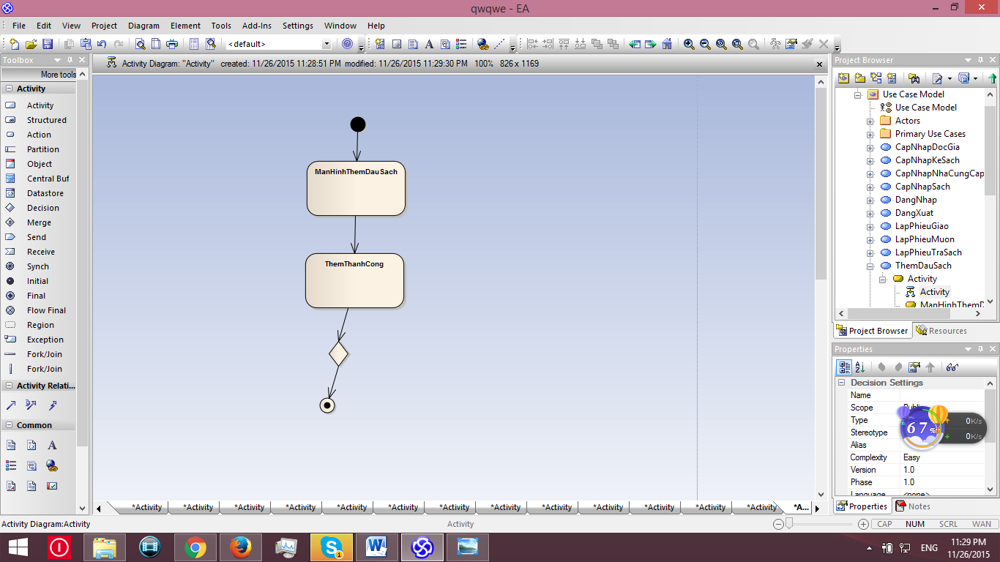 qwqwe - EA
File Edit View Project Diagram Element Tools Add-Ins Settings Window Help
<default>
Toolbox
More tools
Activity
Activity
Structured
Action
Partition
Object
Central Buf
Datastore
Decision
Merge
Send
Receive
Synch
Initial
Final
Flow Final
Region
Exception
Fork/Join
Fork/Join
Activity Relati...
Common
Activity Diagram: "Activity" created: 11/26/2015 11:28:51 PM modified: 11/26/2015 11:29:30 PM 100% 826 x 1169
ManHinhThemDauSach
ThemThanhCong
*Activity *Activity *Activity *Activity *Activity *Activity *Activity *Activity *Activity *Activity *Activity *Activity *Activity *A...
Project Browser
Use Case Model
Use Case Model
Actors
Primary Use Cases
CapNhapDocGia
CapNhapKeSach
CapNhapNhaCungCap
CapNhapSach
DangNhap
DangXuat
LapPhieuGiao
LapPhieuMuon
LapPhieuTraSach
ThemDauSach
Activity
Activity
ManHinhThemD
Project Browser Resources
Properties
Decision Settings
Name
Scope Public
Type
Stereotype
Alias
Complexity Easy
Version 1.0
Phase 1.0
Language <none>
67%
0K/s
0K/s
Properties Notes
Activity Diagram:Activity Activity CAP NUM SCRL WAN
S 1 W ENG
11:29 PM
11/26/2015